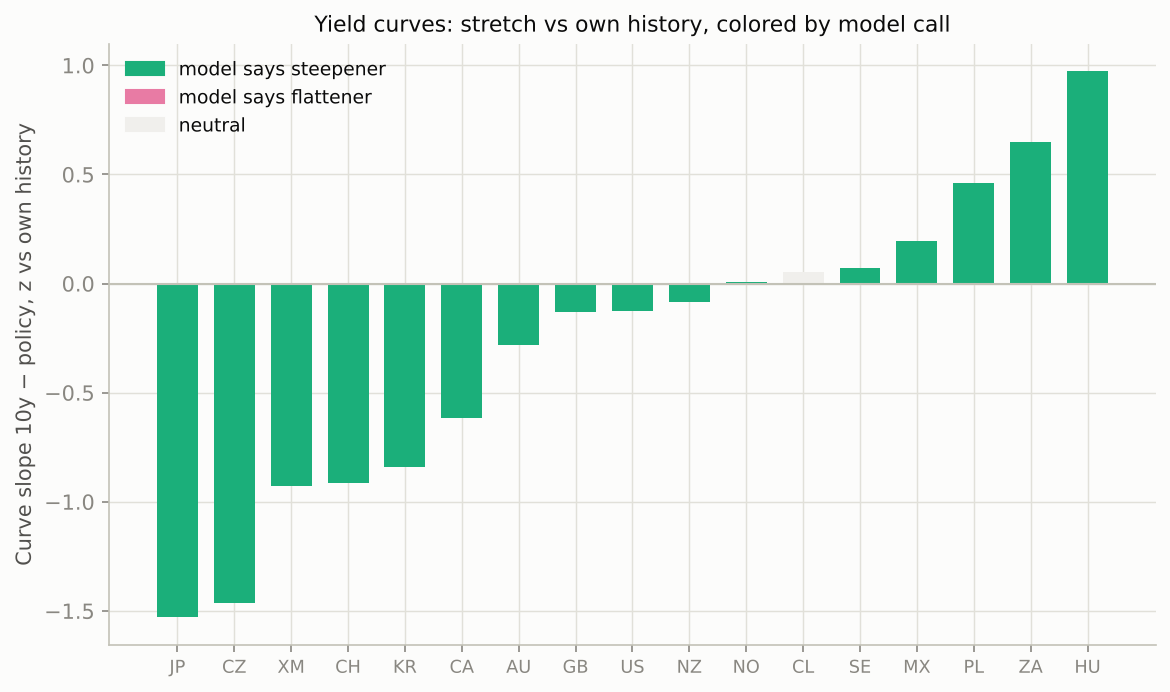 Yield curves: stretch vs own history, colored by model call
model says steepener
model says flattener
neutral
Curve slope 10y − policy, z vs own history
1.0
0.5
0.0
−0.5
−1.0
−1.5
JP CZ XM CH KR CA AU GB US NZ NO CL SE MX PL ZA HU